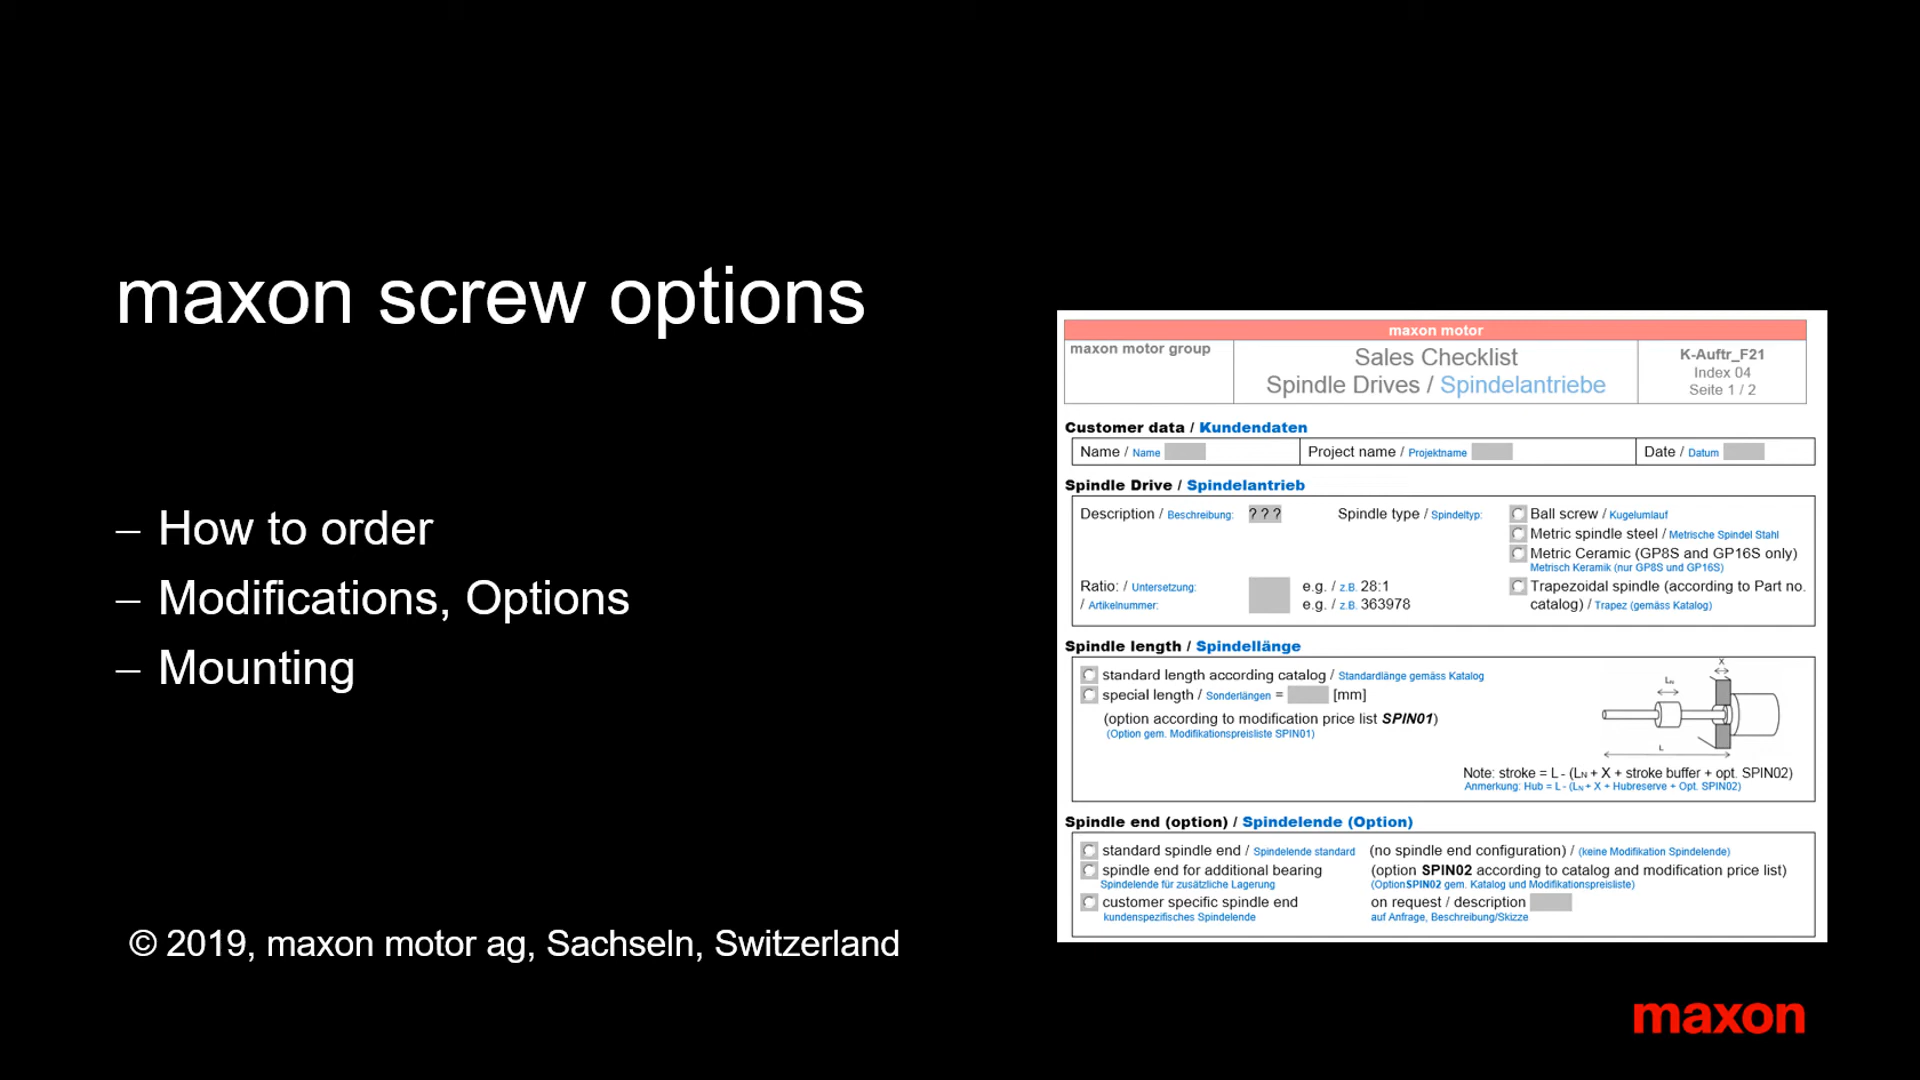 maxon screw options
– How to order
– Modifications, Options
– Mounting
© 2019, maxon motor ag, Sachseln, Switzerland
maxon motor
maxon motor group
Sales Checklist
Spindle Drives / Spindelantriebe
K-Auftr_F21
Index 04
Seite 1 / 2
Customer data / Kundendaten
Name / Name
Project name / Projektname
Date / Datum
Spindle Drive / Spindelantrieb
Description / Beschreibung: ? ? ?
Spindle type / Spindeltyp:
Ball screw / Kugelumlauf
Metric spindle steel / Metrische Spindel Stahl
Metric Ceramic (GP8S and GP16S only)
Metrisch Keramik (nur GP8S und GP16S)
Ratio: / Untersetzung: e.g. / z.B. 28:1
/ Artikelnummer: e.g. / z.B. 363978
Trapezoidal spindle (according to Part no.
catalog) / Trapez (gemäss Katalog)
Spindle length / Spindellänge
standard length according catalog / Standardlänge gemäss Katalog
special length / Sonderlängen = [mm]
(option according to modification price list SPIN01)
(Option gem. Modifikationspreisliste SPIN01)
X
LN
L
Note: stroke = L - (LN + X + stroke buffer + opt. SPIN02)
Anmerkung: Hub = L - (LN + X + Hubreserve + Opt. SPIN02)
Spindle end (option) / Spindelende (Option)
standard spindle end / Spindelende standard (no spindle end configuration) / (keine Modifikation Spindelende)
spindle end for additional bearing (option SPIN02 according to catalog and modification price list)
Spindelende für zusätzliche Lagerung (OptionSPIN02 gem. Katalog und Modifikationspreisliste)
customer specific spindle end on request / description
kundenspezifisches Spindelende auf Anfrage, Beschreibung/Skizze
maxon